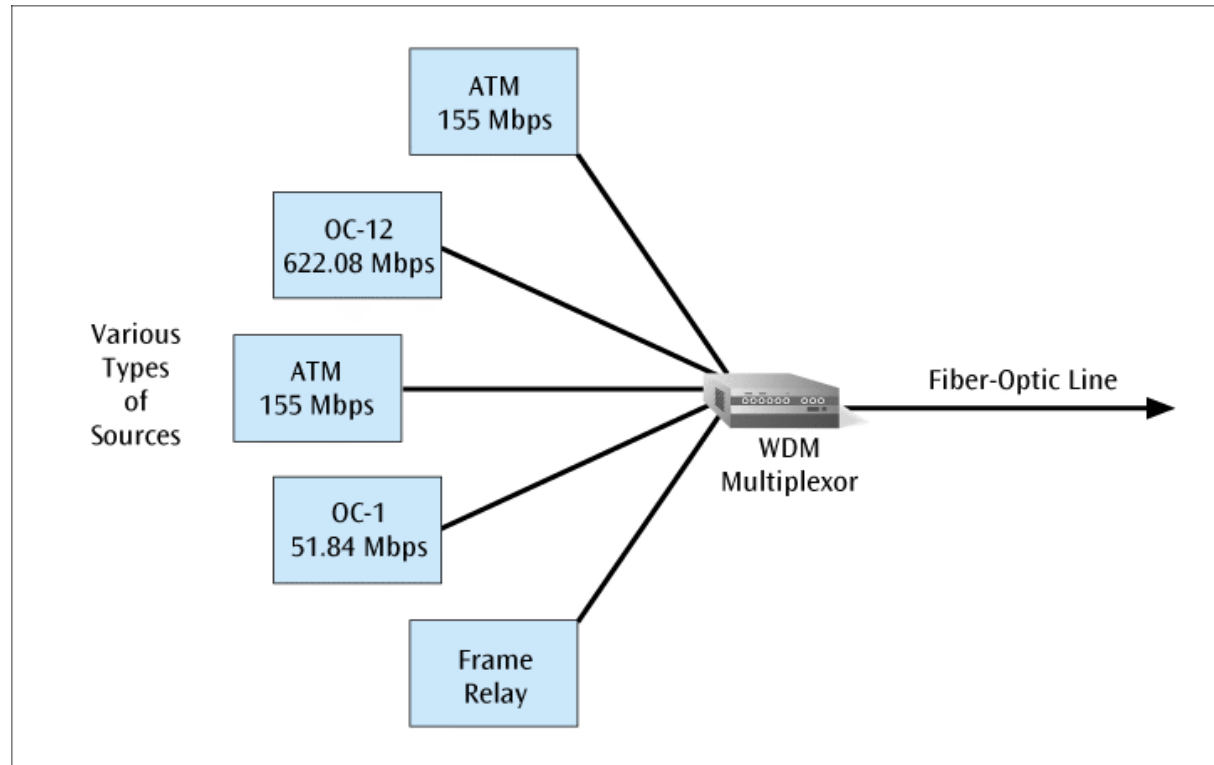 ATM
155 Mbps
OC-12
622.08 Mbps
Various
Types
of
Sources
ATM
155 Mbps
Fiber-Optic Line
WDM
Multiplexor
OC-1
51.84 Mbps
Frame
Relay